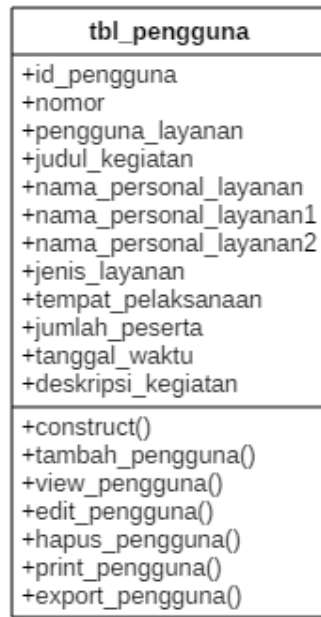 tbl_pengguna
+id_pengguna
+nomor
+pengguna_layanan
+judul_kegiatan
+nama_personal_layanan
+nama_personal_layanan1
+nama_personal_layanan2
+jenis_layanan
+tempat_pelaksanaan
+jumlah_peserta
+tanggal_waktu
+deskripsi_kegiatan
+construct()
+tambah_pengguna()
+view_pengguna()
+edit_pengguna()
+hapus_pengguna()
+print_pengguna()
+export_pengguna()